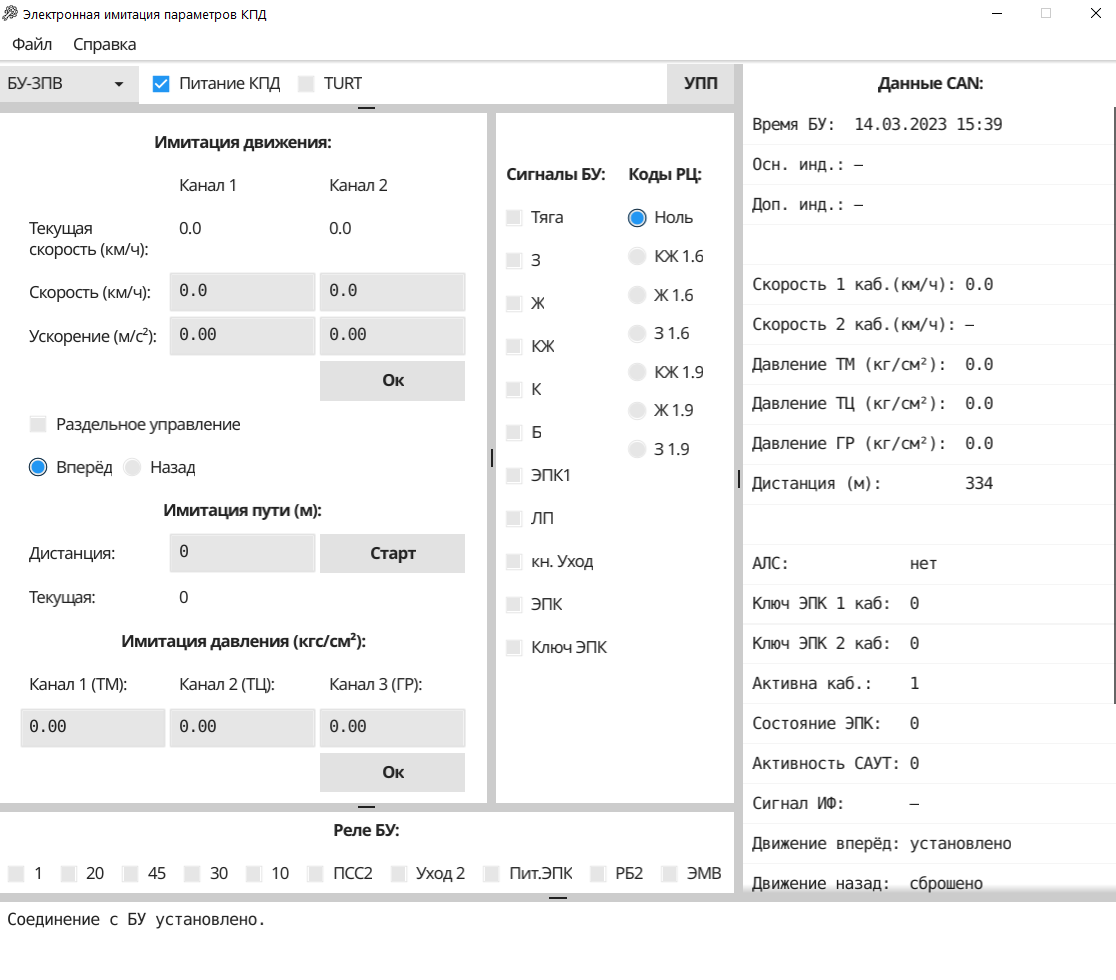 Электронная имитация параметров КПД
Файл Справка
БУ-3ПВ Питание КПД TURT УПП
Имитация движения:
Канал 1 Канал 2
Текущая
скорость (км/ч): 0.0 0.0
Скорость (км/ч): 0.0 0.0
Ускорение (м/с²): 0.00 0.00
Ок
Раздельное управление
Вперёд Назад
Имитация пути (м):
Дистанция: 0 Старт
Текущая: 0
Имитация давления (кгс/см²):
Канал 1 (ТМ): Канал 2 (ТЦ): Канал 3 (ГР):
0.00 0.00 0.00
Ок
Сигналы БУ:
Тяга
З
Ж
КЖ
К
Б
ЭПК1
ЛП
кн. Уход
ЭПК
Ключ ЭПК
Коды РЦ:
Ноль
КЖ 1.6
Ж 1.6
З 1.6
КЖ 1.9
Ж 1.9
З 1.9
Реле БУ:
1 20 45 30 10 ПСС2 Уход 2 Пит.ЭПК РБ2 ЭМВ
Данные CAN:
Время БУ: 14.03.2023 15:39
Осн. инд.: —
Доп. инд.: —
Скорость 1 каб.(км/ч): 0.0
Скорость 2 каб.(км/ч): —
Давление ТМ (кг/см²): 0.0
Давление ТЦ (кг/см²): 0.0
Давление ГР (кг/см²): 0.0
Дистанция (м): 334
АЛС: нет
Ключ ЭПК 1 каб: 0
Ключ ЭПК 2 каб: 0
Активна каб.: 1
Состояние ЭПК: 0
Активность САУТ: 0
Сигнал ИФ: —
Движение вперёд: установлено
Движение назад: сброшено
Соединение с БУ установлено.